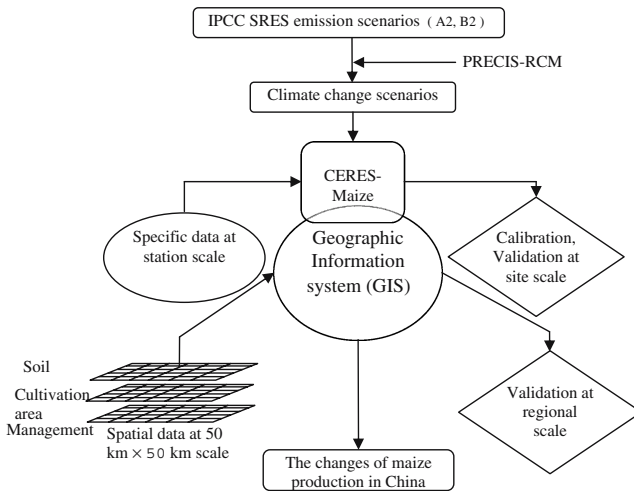 IPCC SRES emission scenarios ( A2, B2 )
PRECIS-RCM
Climate change scenarios
CERES-
Maize
Specific data at
station scale
Geographic
Information
system (GIS)
Calibration,
Validation at
site scale
Soil
Cultivation
area
Management
Spatial data at 50
km × 50 km scale
Validation at
regional
scale
The changes of maize
production in China